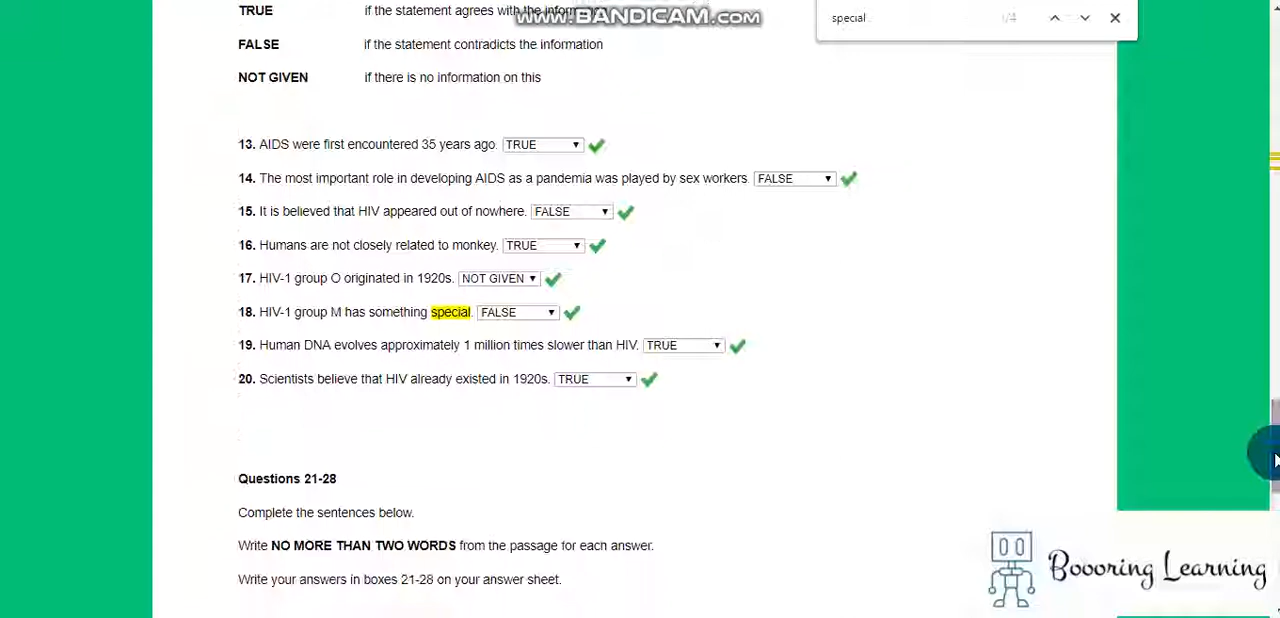 TRUE if the statement agrees with the information
www.BANDICAM.com
special 1/4
FALSE if the statement contradicts the information
NOT GIVEN if there is no information on this
13. AIDS were first encountered 35 years ago. TRUE
14. The most important role in developing AIDS as a pandemia was played by sex workers. FALSE
15. It is believed that HIV appeared out of nowhere. FALSE
16. Humans are not closely related to monkey. TRUE
17. HIV-1 group O originated in 1920s. NOT GIVEN
18. HIV-1 group M has something special. FALSE
19. Human DNA evolves approximately 1 million times slower than HIV. TRUE
20. Scientists believe that HIV already existed in 1920s. TRUE
Questions 21-28
Complete the sentences below.
Write NO MORE THAN TWO WORDS from the passage for each answer.
Write your answers in boxes 21-28 on your answer sheet.
Boooring Learning